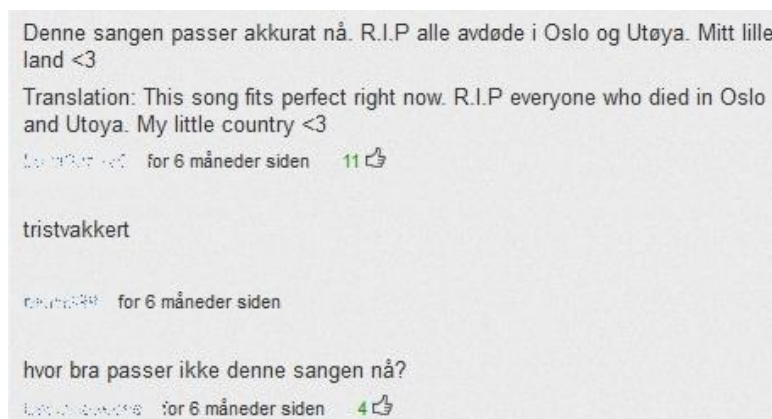 Denne sangen passer akkurat nå. R.I.P alle avdøde i Oslo og Utøya. Mitt lille
land <3
Translation: This song fits perfect right now. R.I.P everyone who died in Oslo
and Utoya. My little country <3
for 6 måneder siden 11
tristvakkert
for 6 måneder siden
hvor bra passer ikke denne sangen nå?
for 6 måneder siden 4